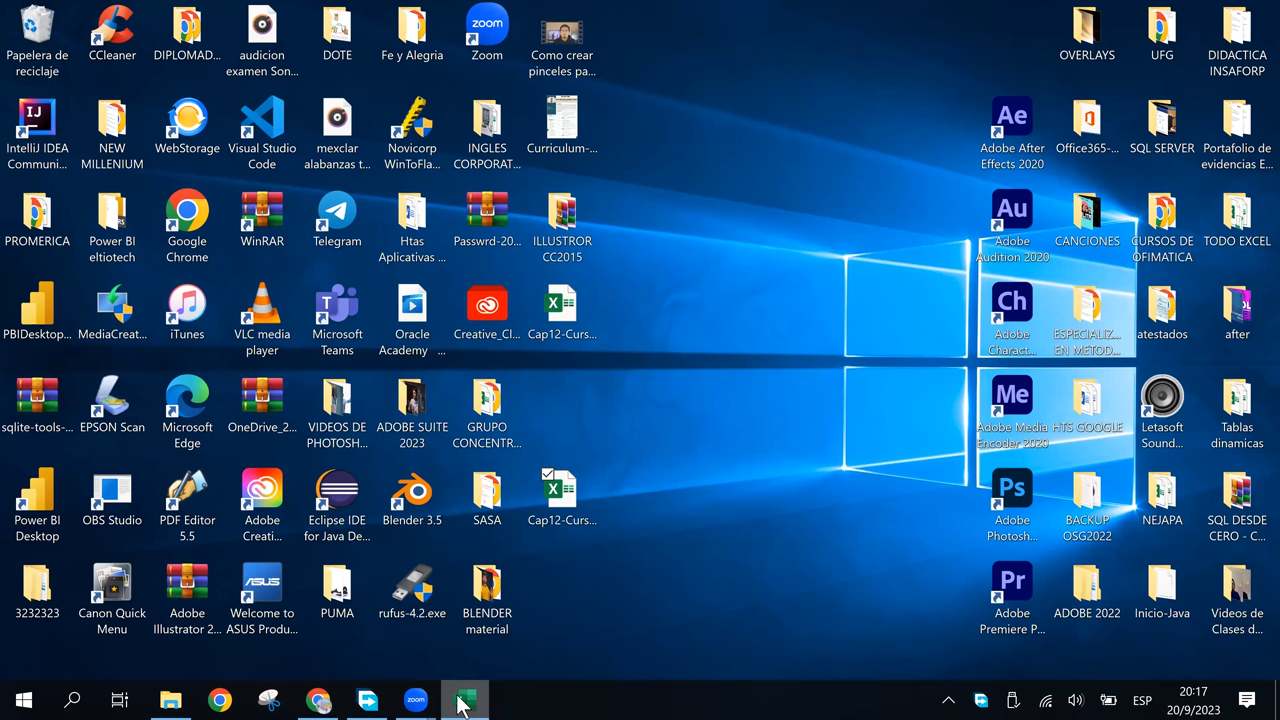 Papelera de
reciclaje
CCleaner
DIPLOMAD...
audicion
examen Son...
DOTE
Fe y Alegria
zoom
Zoom
Como crear
pinceles pa...
OVERLAYS
UFG
DIDACTICA
INSAFORP
IJ
IntelliJ IDEA
Communi...
NEW
MILLENIUM
WebStorage
Visual Studio
Code
mexclar
alabanzas t...
Novicorp
WinToFla...
INGLES
CORPORAT...
Curriculum-...
Ae
Adobe After
Effects 2020
Office365-...
SQL SERVER
Portafolio de
evidencias E...
PROMERICA
Power BI
eltiotech
Google
Chrome
WinRAR
Telegram
Htas
Aplicativas ...
Passwrd-20...
ILLUSTROR
CC2015
Au
Adobe
Audition 2020
CANCIONES
CURSOS DE
OFIMATICA
TODO EXCEL
PBIDesktop...
MediaCreat...
iTunes
VLC media
player
Microsoft
Teams
Oracle
Academy ...
Creative_Cl...
Cap12-Curs...
Ch
Adobe
Charact...
ESPECIALIZ...
EN METOD...
atestados
after
sqlite-tools-...
EPSON Scan
Microsoft
Edge
OneDrive_2...
VIDEOS DE
PHOTOSH...
ADOBE SUITE
2023
GRUPO
CONCENTR...
Me
Adobe Media
Encoder 2020
HTS GOOGLE
Letasoft
Sound...
Tablas
dinamicas
Power BI
Desktop
OBS Studio
PDF Editor
5.5
Adobe
Creati...
Eclipse IDE
for Java De...
Blender 3.5
SASA
Cap12-Curs...
Ps
Adobe
Photosh...
BACKUP
OSG2022
NEJAPA
SQL DESDE
CERO - C...
3232323
Canon Quick
Menu
Adobe
Illustrator 2...
ASUS
Welcome to
ASUS Produ...
PUMA
rufus-4.2.exe
BLENDER
material
Pr
Adobe
Premiere P...
ADOBE 2022
Inicio-Java
Videos de
Clases d...
zoom
ESP
20:17
20/9/2023